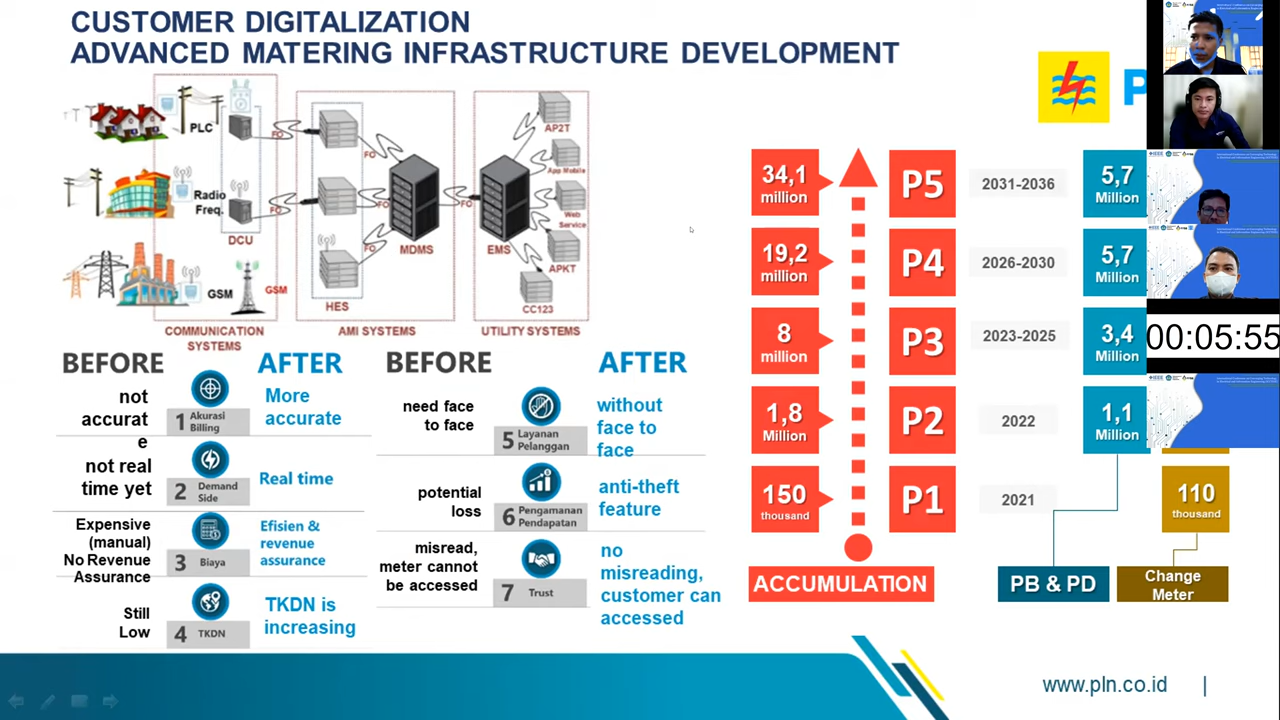 CUSTOMER DIGITALIZATION
ADVANCED MATERING INFRASTRUCTURE DEVELOPMENT
PLC
FO
FO
Radio
Freq.
FO
FO
FO
DCU
MDMS
EMS
FO
GSM
GSM
HES
AP2T
App Mobile
Web
Service
APKT
CC123
COMMUNICATION
SYSTEMS
AMI SYSTEMS
UTILITY SYSTEMS
BEFORE
AFTER
not
accurat
e
1 Akurasi
Billing
More
accurate
not real
time yet
2 Demand
Side
Real time
Expensive
(manual)
No Revenue
Assurance
3 Biaya
Efisien &
revenue
assurance
Still
Low
4 TKDN
TKDN is
increasing
BEFORE
AFTER
need face
to face
5 Layanan
Pelanggan
without
face to
face
potential
loss
6 Pengamanan
Pendapatan
anti-theft
feature
misread,
meter cannot
be accessed
7 Trust
no
misreading,
customer can
accessed
34,1
million
P5
2031-2036
5,7
Million
19,2
million
P4
2026-2030
5,7
Million
8
million
P3
2023-2025
3,4
Million
1,8
Million
P2
2022
1,1
Million
150
thousand
P1
2021
110
thousand
ACCUMULATION
PB & PD
Change
Meter
P
00:05:55
www.pln.co.id |